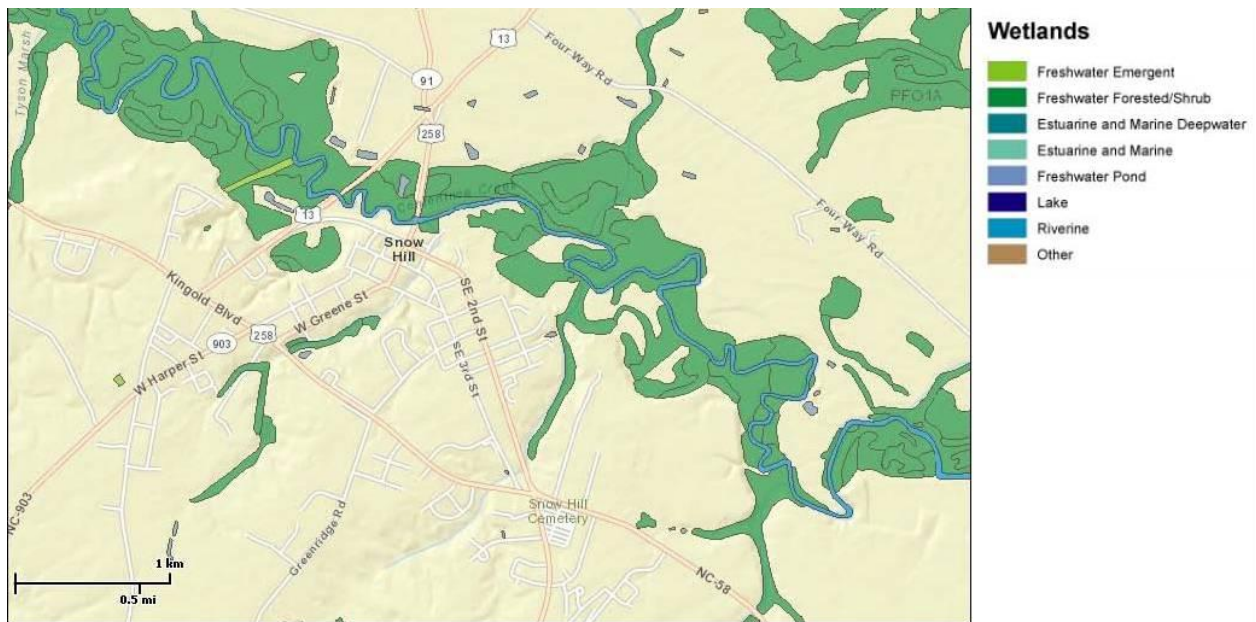 Tyson Marsh
13
Four Way Rd
91
258
PFO1A
Contentnea Creek
13
Snow
Hill
Four Way Rd
Kingold Blvd
W Greene St
SE 2nd St
258
903
W Harper St
SE 3rd St
NC-903
Snow Hill
Cemetery
Greenridge Rd
NC-58
1 km
0.5 mi
Wetlands
Freshwater Emergent
Freshwater Forested/Shrub
Estuarine and Marine Deepwater
Estuarine and Marine
Freshwater Pond
Lake
Riverine
Other